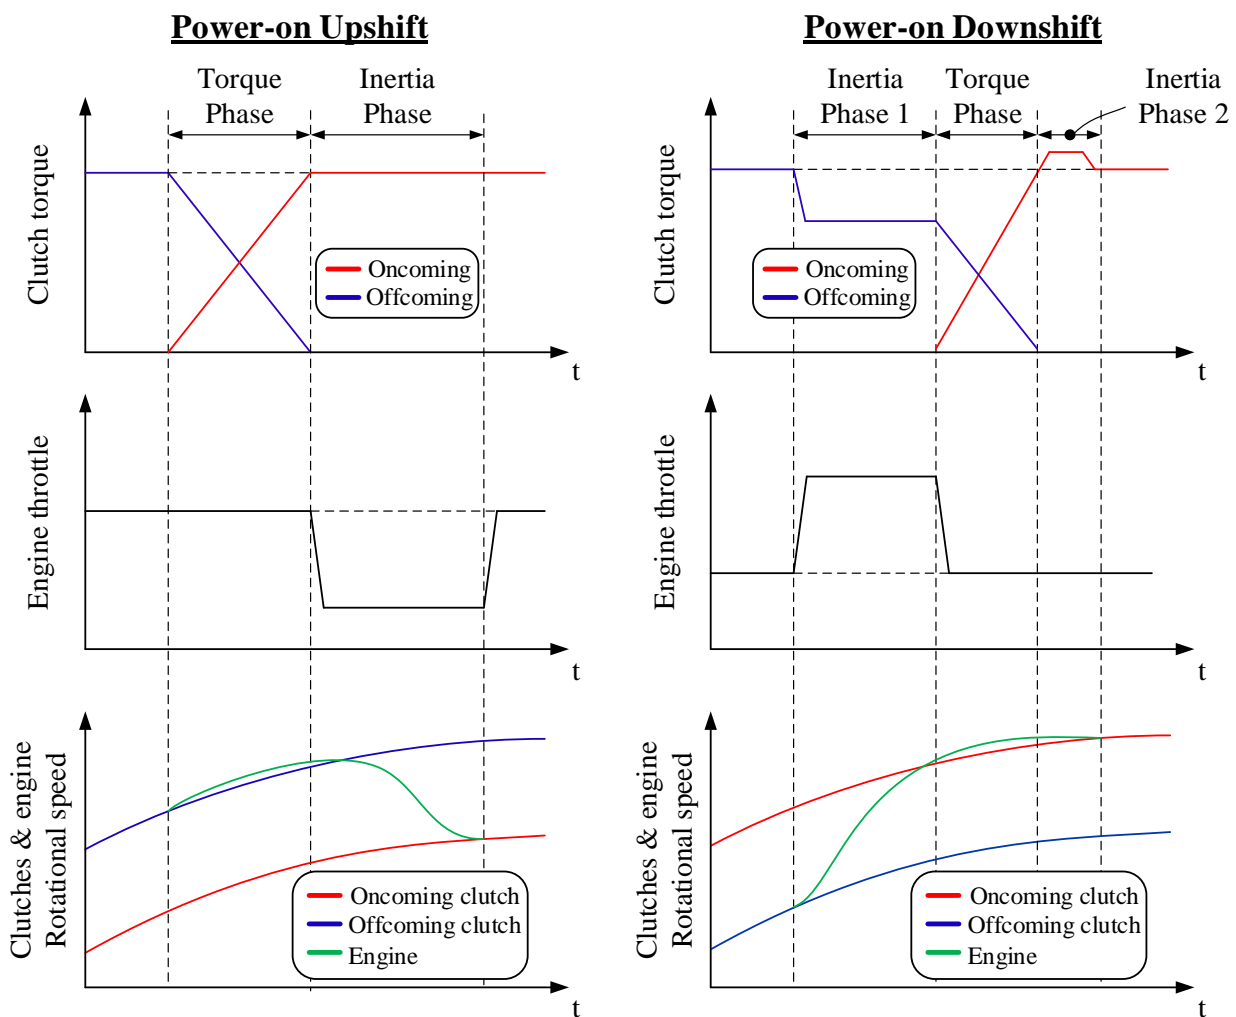 Power-on Upshift
Torque
Phase
Inertia
Phase
Clutch torque
Oncoming
Offcoming
t
Engine throttle
t
Clutches & engine
Rotational speed
Oncoming clutch
Offcoming clutch
Engine
t
Power-on Downshift
Inertia
Phase 1
Torque
Phase
Inertia
Phase 2
Clutch torque
Oncoming
Offcoming
t
Engine throttle
t
Clutches & engine
Rotational speed
Oncoming clutch
Offcoming clutch
Engine
t